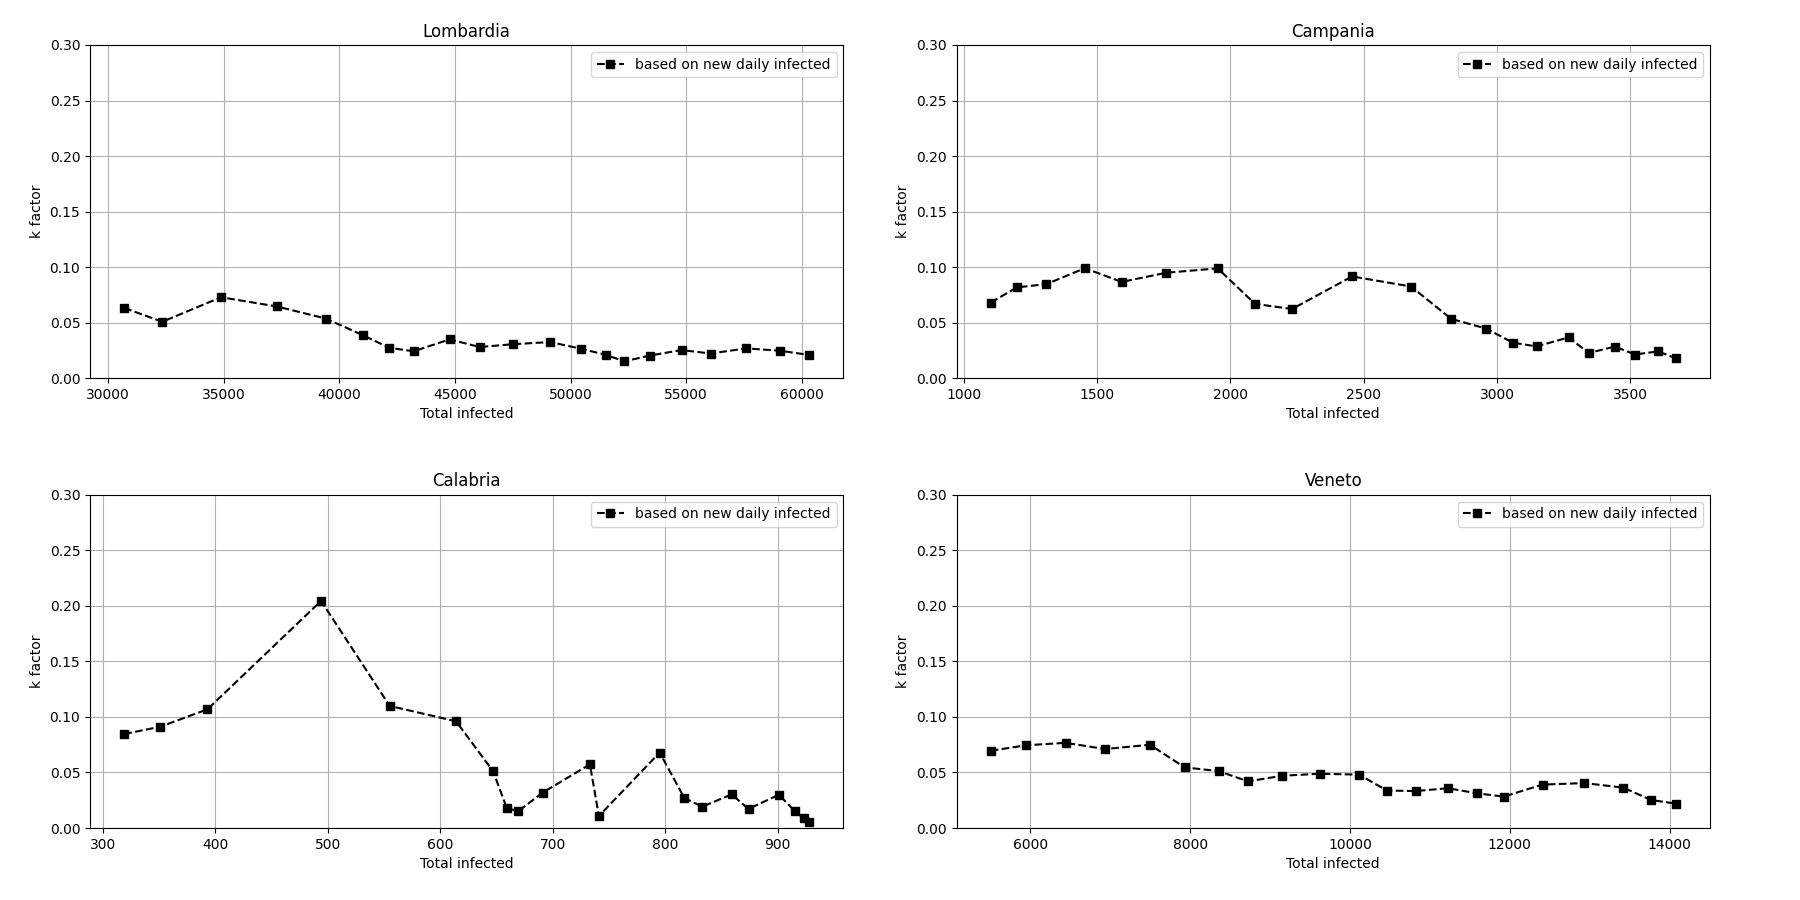 Lombardia
0.30
0.25
0.20
0.15
0.10
0.05
0.00
k factor
based on new daily infected
30000 35000 40000 45000 50000 55000 60000
Total infected
Campania
0.30
0.25
0.20
0.15
0.10
0.05
0.00
k factor
based on new daily infected
1000 1500 2000 2500 3000 3500
Total infected
Calabria
0.30
0.25
0.20
0.15
0.10
0.05
0.00
k factor
based on new daily infected
300 400 500 600 700 800 900
Total infected
Veneto
0.30
0.25
0.20
0.15
0.10
0.05
0.00
k factor
based on new daily infected
6000 8000 10000 12000 14000
Total infected